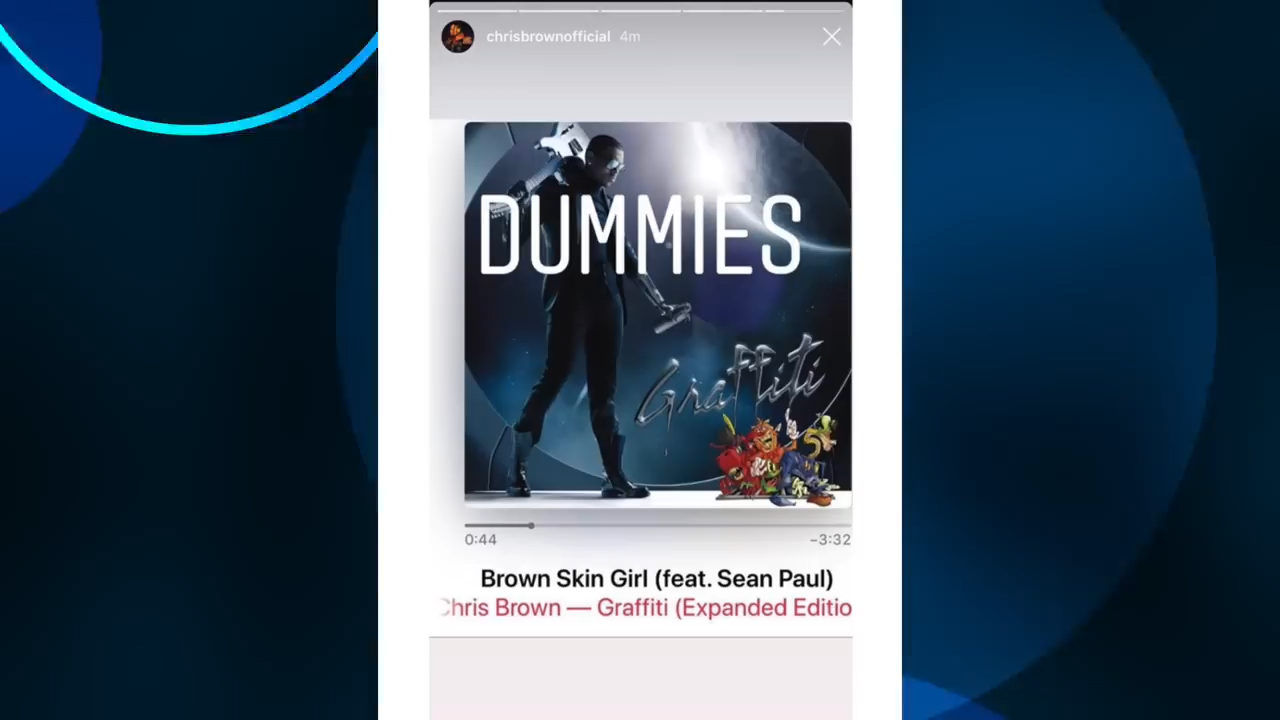 chrisbrownofficial 4m
DUMMIES
Graffiti
0:44 -3:32
Brown Skin Girl (feat. Sean Paul)
Chris Brown — Graffiti (Expanded Editio